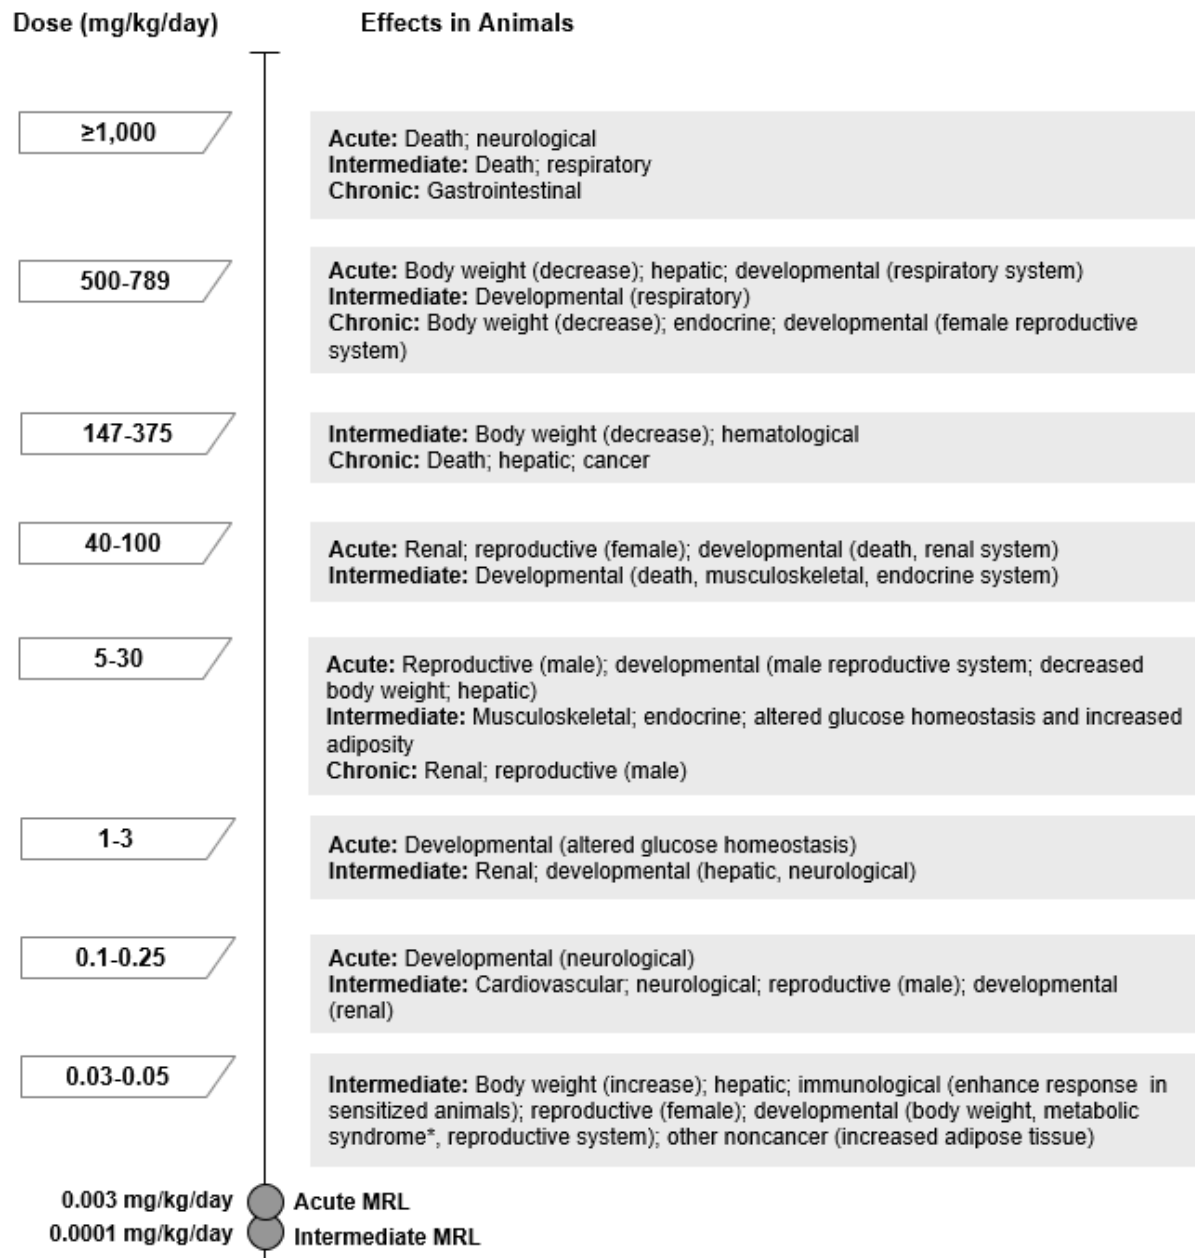 Dose (mg/kg/day) Effects in Animals
≥1,000
Acute: Death; neurological
Intermediate: Death; respiratory
Chronic: Gastrointestinal
500-789
Acute: Body weight (decrease); hepatic; developmental (respiratory system)
Intermediate: Developmental (respiratory)
Chronic: Body weight (decrease); endocrine; developmental (female reproductive
system)
147-375
Intermediate: Body weight (decrease); hematological
Chronic: Death; hepatic; cancer
40-100
Acute: Renal; reproductive (female); developmental (death, renal system)
Intermediate: Developmental (death, musculoskeletal, endocrine system)
5-30
Acute: Reproductive (male); developmental (male reproductive system; decreased
body weight; hepatic)
Intermediate: Musculoskeletal; endocrine; altered glucose homeostasis and increased
adiposity
Chronic: Renal; reproductive (male)
1-3
Acute: Developmental (altered glucose homeostasis)
Intermediate: Renal; developmental (hepatic, neurological)
0.1-0.25
Acute: Developmental (neurological)
Intermediate: Cardiovascular; neurological; reproductive (male); developmental
(renal)
0.03-0.05
Intermediate: Body weight (increase); hepatic; immunological (enhance response in
sensitized animals); reproductive (female); developmental (body weight, metabolic
syndrome*, reproductive system); other noncancer (increased adipose tissue)
0.003 mg/kg/day Acute MRL
0.0001 mg/kg/day Intermediate MRL